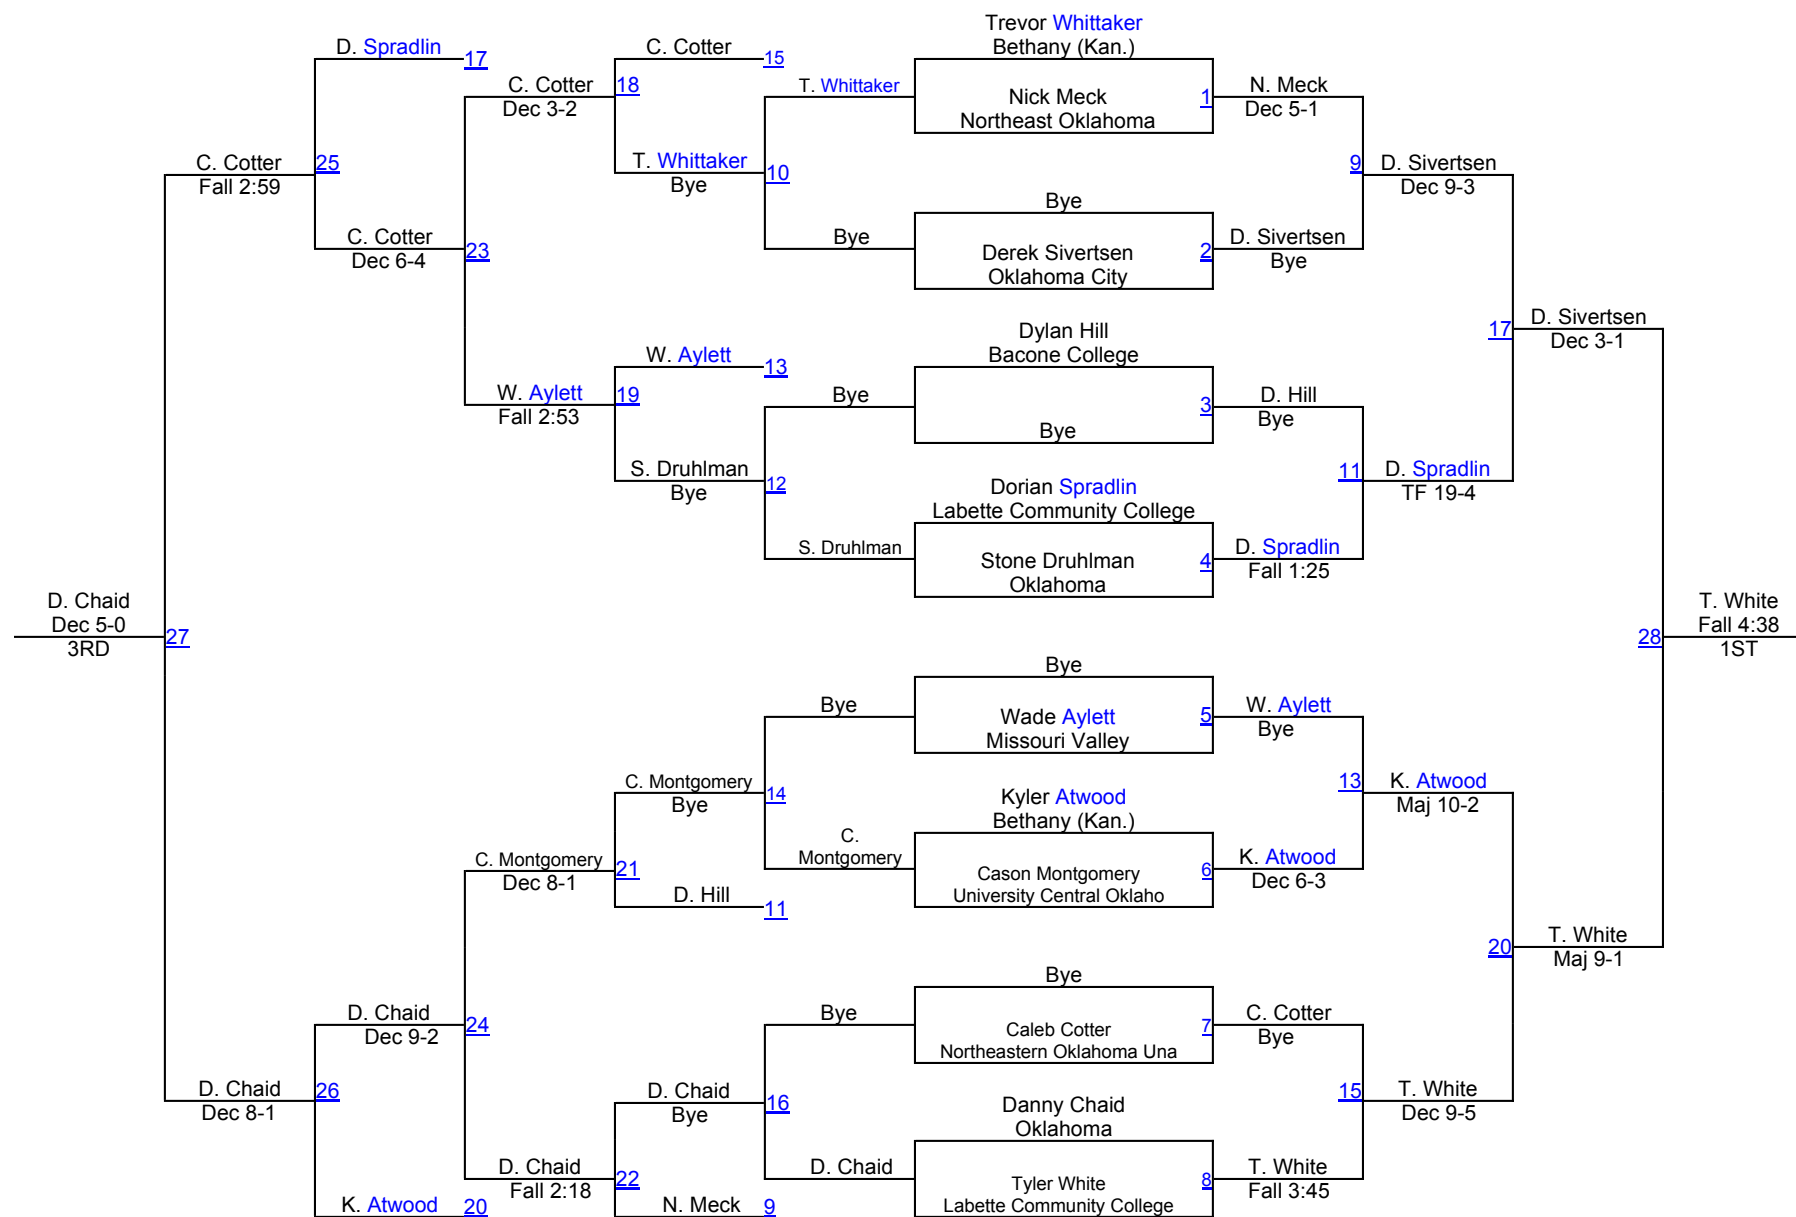 Trevor Whittaker
Bethany (Kan.)
D. Spradlin
17
C. Cotter
15
C. Cotter
18
Dec 3-2
T. Whittaker
Nick Meck
Northeast Oklahoma
1
N. Meck
Dec 5-1
C. Cotter
25
Fall 2:59
T. Whittaker
10
Bye
9
D. Sivertsen
Dec 9-3
Bye
C. Cotter
23
Dec 6-4
Bye
Derek Sivertsen
Oklahoma City
2
D. Sivertsen
Bye
Dylan Hill
Bacone College
17
D. Sivertsen
Dec 3-1
W. Aylett
13
W. Aylett
19
Fall 2:53
Bye
3
Bye
D. Hill
Bye
S. Druhlman
12
Bye
11
D. Spradlin
TF 19-4
Dorian Spradlin
Labette Community College
S. Druhlman
Stone Druhlman
Oklahoma
4
D. Spradlin
Fall 1:25
D. Chaid
Dec 5-0
27
3RD
T. White
Fall 4:38
28
1ST
Bye
Bye
Wade Aylett
Missouri Valley
5
W. Aylett
Bye
C. Montgomery
14
Bye
13
K. Atwood
Maj 10-2
Kyler Atwood
Bethany (Kan.)
C.
Montgomery
Cason Montgomery
University Central Oklaho
6
K. Atwood
Dec 6-3
C. Montgomery
21
Dec 8-1
D. Hill
11
20
T. White
Maj 9-1
Bye
D. Chaid
24
Dec 9-2
Bye
Caleb Cotter
Northeastern Oklahoma Una
7
C. Cotter
Bye
D. Chaid
26
Dec 8-1
D. Chaid
16
Bye
15
T. White
Dec 9-5
Danny Chaid
Oklahoma
D. Chaid
22
Fall 2:18
D. Chaid
Tyler White
Labette Community College
8
T. White
Fall 3:45
K. Atwood
20
N. Meck
9